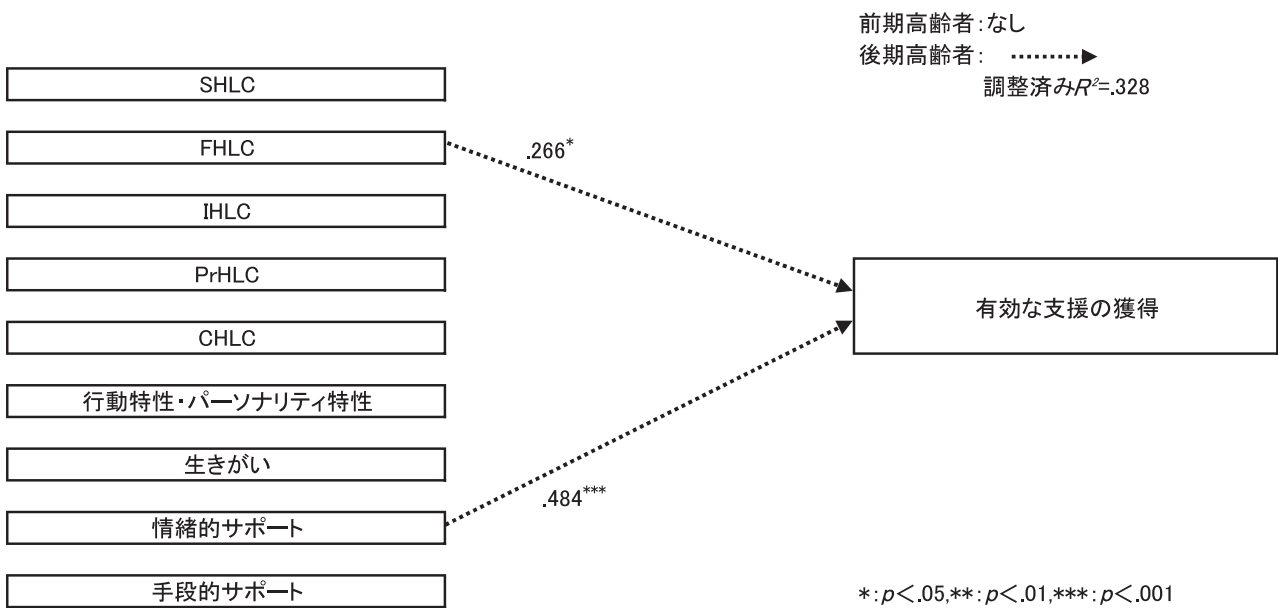 前期高齢者：なし
後期高齢者：
調整済みR²=.328
SHLC
FHLC
.266*
IHLC
PrHLC
有効な支援の獲得
CHLC
行動特性・パーソナリティ特性
生きがい
.484***
情緒的サポート
手段的サポート
*：p＜.05,**：p＜.01,***：p＜.001